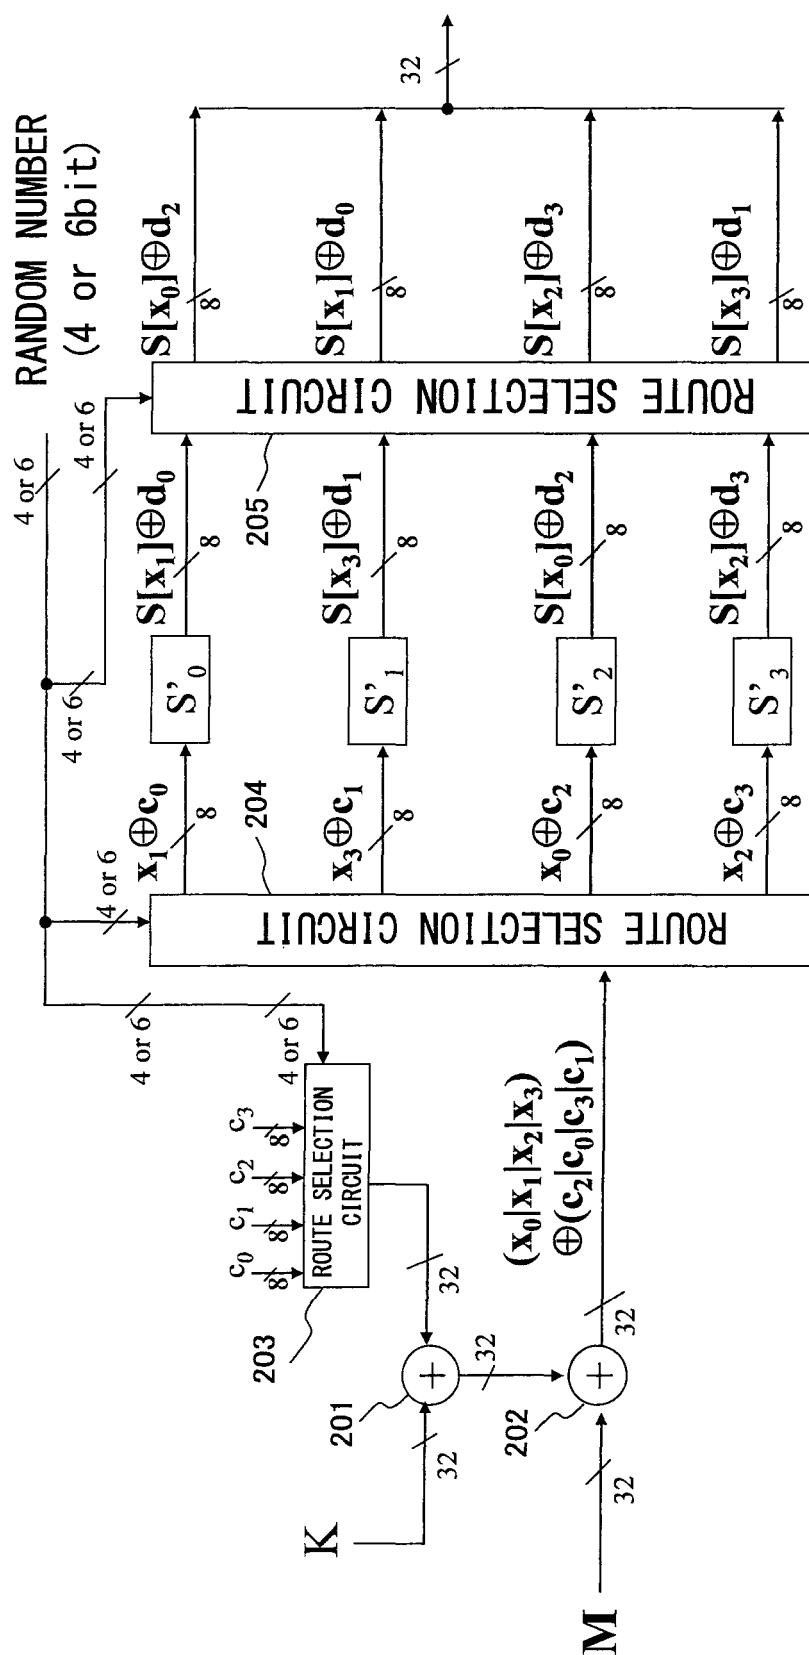 RANDOM NUMBER
(4 or 6bit)
4 or 6
4 or 6
4 or 6
4 or 6
4 or 6
4 or 6
c₀
c₁
c₂
c₃
8
8
8
8
ROUTE SELECTION
CIRCUIT
203
K
32
201
32
32
M
32
202
32
(x₀|x₁|x₂|x₃)
⊕(c₂|c₀|c₃|c₁)
204
ROUTE SELECTION CIRCUIT
x₁⊕c₀
8
x₃⊕c₁
8
x₀⊕c₂
8
x₂⊕c₃
8
S'₀
S'₁
S'₂
S'₃
S[x₁]⊕d₀
8
S[x₃]⊕d₁
8
S[x₀]⊕d₂
8
S[x₂]⊕d₃
8
205
ROUTE SELECTION CIRCUIT
S[x₀]⊕d₂
8
S[x₁]⊕d₀
8
S[x₂]⊕d₃
8
S[x₃]⊕d₁
8
32